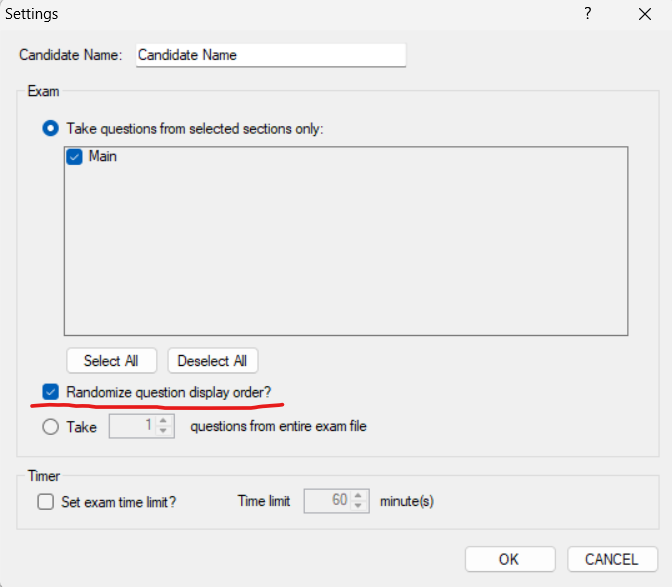 Settings ?
Candidate Name: Candidate Name
Exam
Take questions from selected sections only:
Main
Select All Deselect All
Randomize question display order?
Take 1 questions from entire exam file
Timer
Set exam time limit? Time limit 60 minute(s)
OK CANCEL